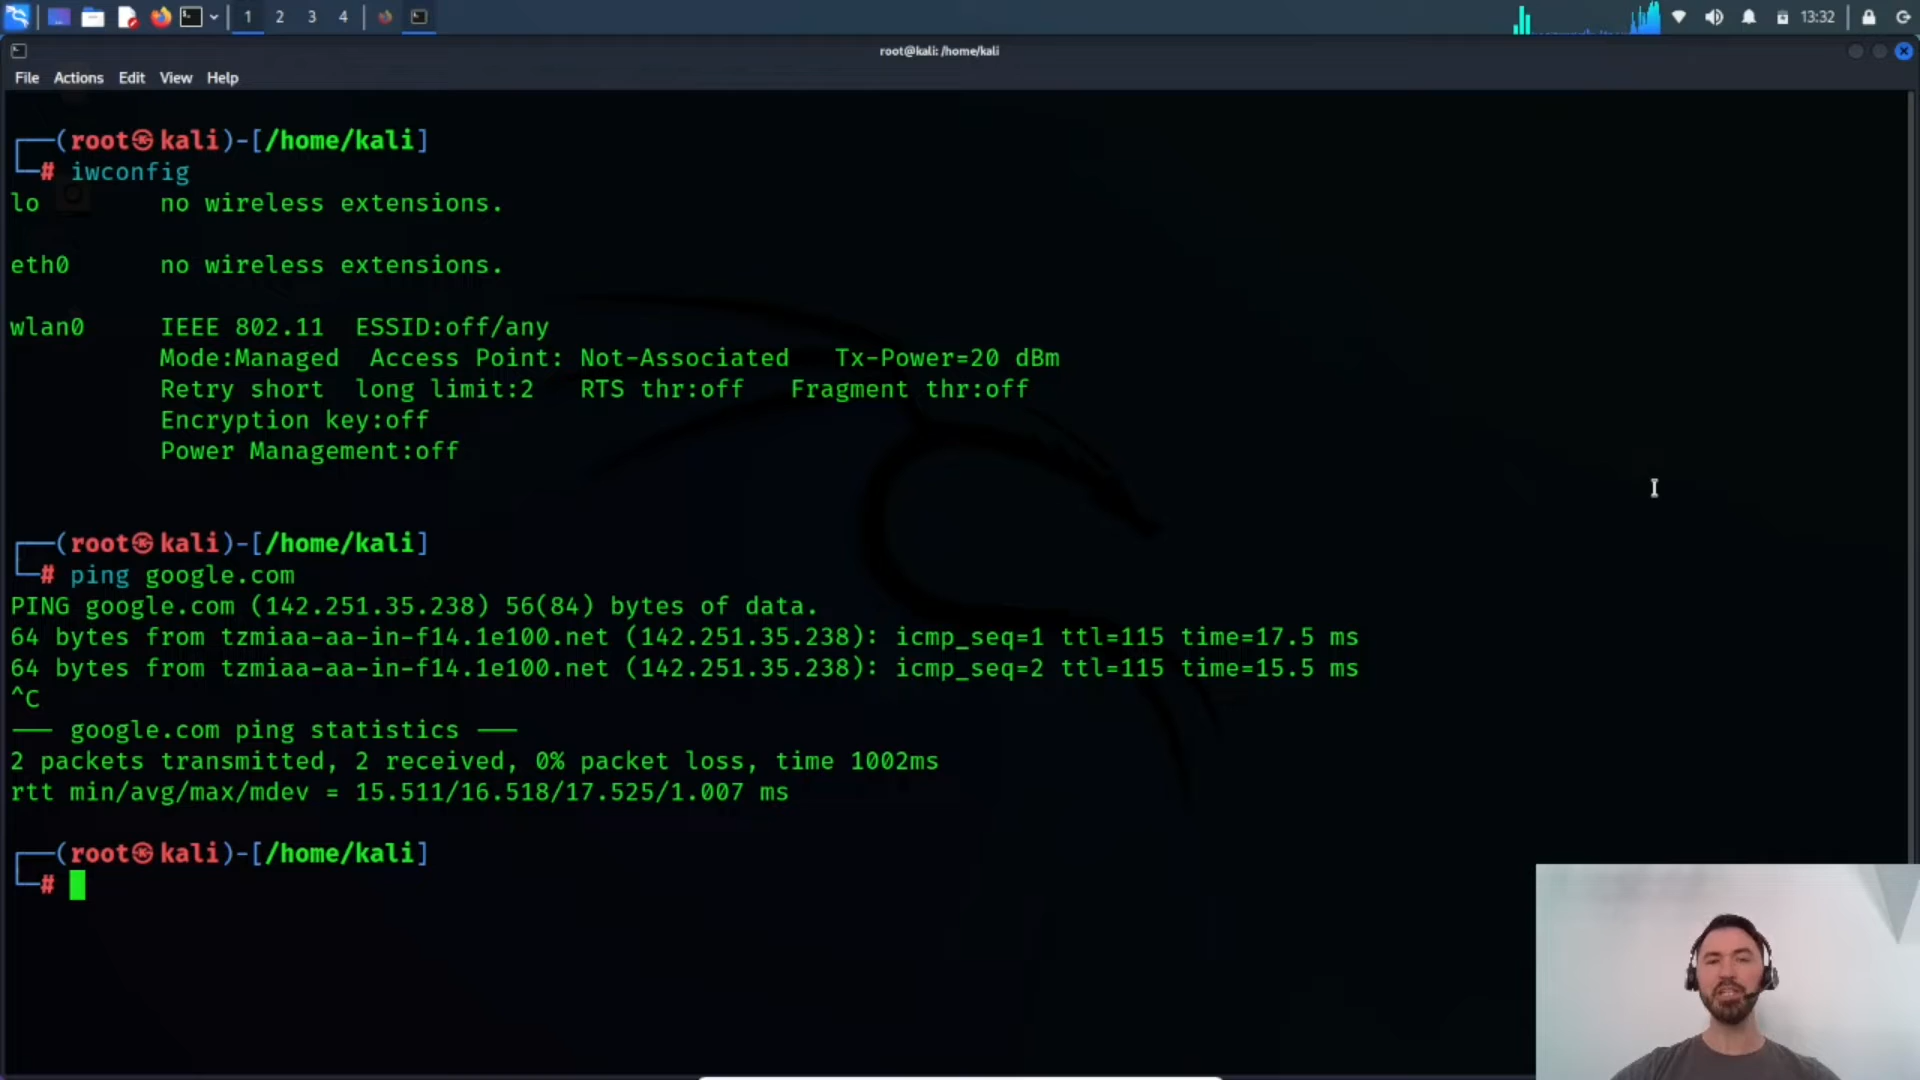 1 2 3 4 13:32
root@kali: /home/kali
File Actions Edit View Help
┌──(root㉿kali)-[/home/kali]
└─# iwconfig
lo        no wireless extensions.
eth0      no wireless extensions.
wlan0     IEEE 802.11  ESSID:off/any
Mode:Managed  Access Point: Not-Associated   Tx-Power=20 dBm
Retry short  long limit:2   RTS thr:off   Fragment thr:off
Encryption key:off
Power Management:off
┌──(root㉿kali)-[/home/kali]
└─# ping google.com
PING google.com (142.251.35.238) 56(84) bytes of data.
64 bytes from tzmiaa-aa-in-f14.1e100.net (142.251.35.238): icmp_seq=1 ttl=115 time=17.5 ms
64 bytes from tzmiaa-aa-in-f14.1e100.net (142.251.35.238): icmp_seq=2 ttl=115 time=15.5 ms
^C
--- google.com ping statistics ---
2 packets transmitted, 2 received, 0% packet loss, time 1002ms
rtt min/avg/max/mdev = 15.511/16.518/17.525/1.007 ms
┌──(root㉿kali)-[/home/kali]
└─#